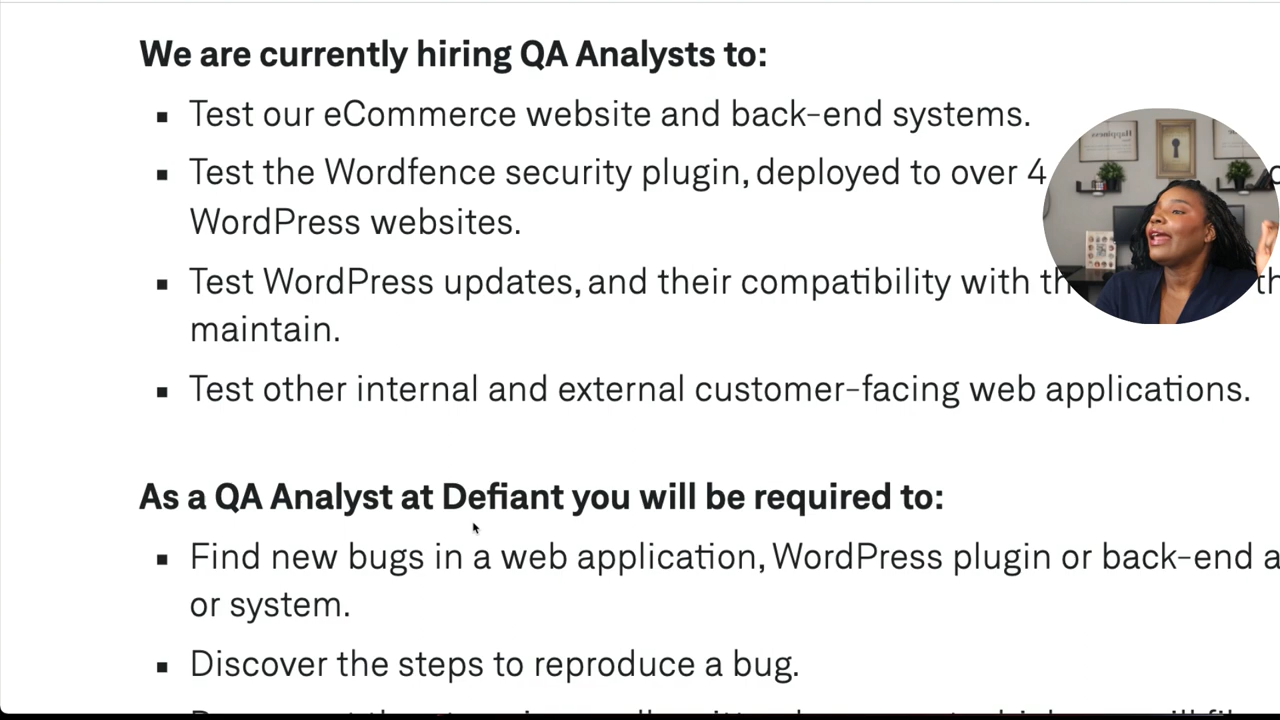 We are currently hiring QA Analysts to:
▪ Test our eCommerce website and back-end systems.
▪ Test the Wordfence security plugin, deployed to over 4
WordPress websites.
▪ Test WordPress updates, and their compatibility with
maintain.
▪ Test other internal and external customer-facing web applications.
As a QA Analyst at Defiant you will be required to:
▪ Find new bugs in a web application, WordPress plugin or back-end
or system.
▪ Discover the steps to reproduce a bug.